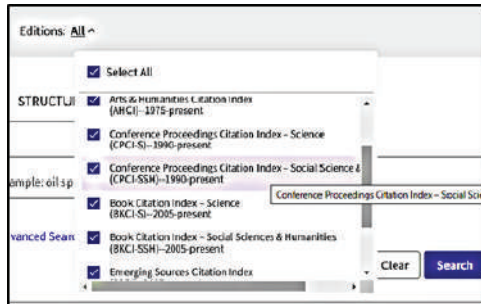 Editions: All ^
Select All
STRUCTU
Arts & Humanities Citation Index
(AHCI)--1975-present
Conference Proceedings Citation Index – Science
(CPCI-S)--1990-present
ample: oil sp
Conference Proceedings Citation Index – Social Science &
(CPCI-SSH)--1990-present
Conference Proceedings Citation Index – Social Scie
Book Citation Index – Science
(BKCI-S)--2005-present
vanced Sear
Book Citation Index – Social Sciences & Humanities
(BKCI-SSH)--2005-present
Clear
Search
Emerging Sources Citation Index